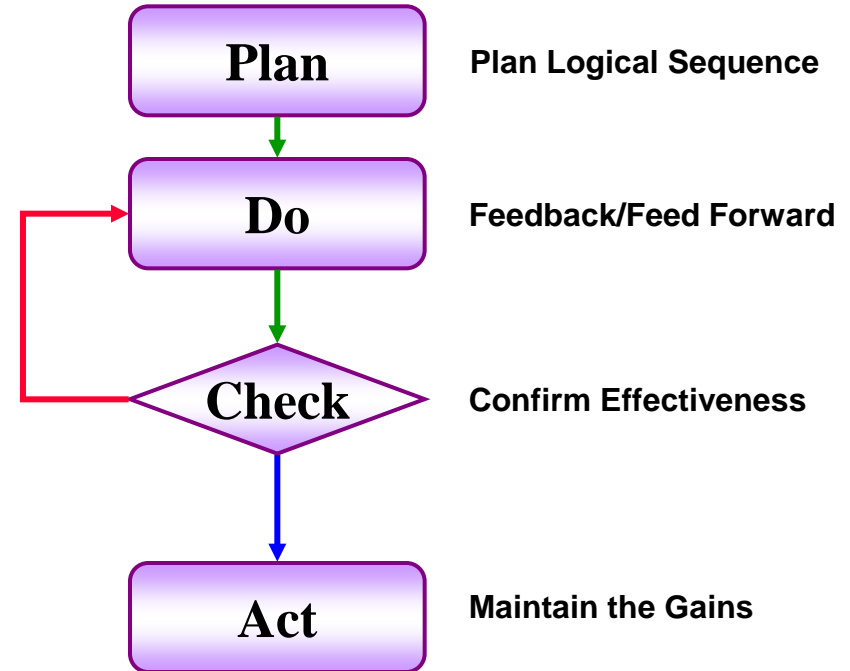 Plan
Plan Logical Sequence
Do
Feedback/Feed Forward
Check
Confirm Effectiveness
Act
Maintain the Gains